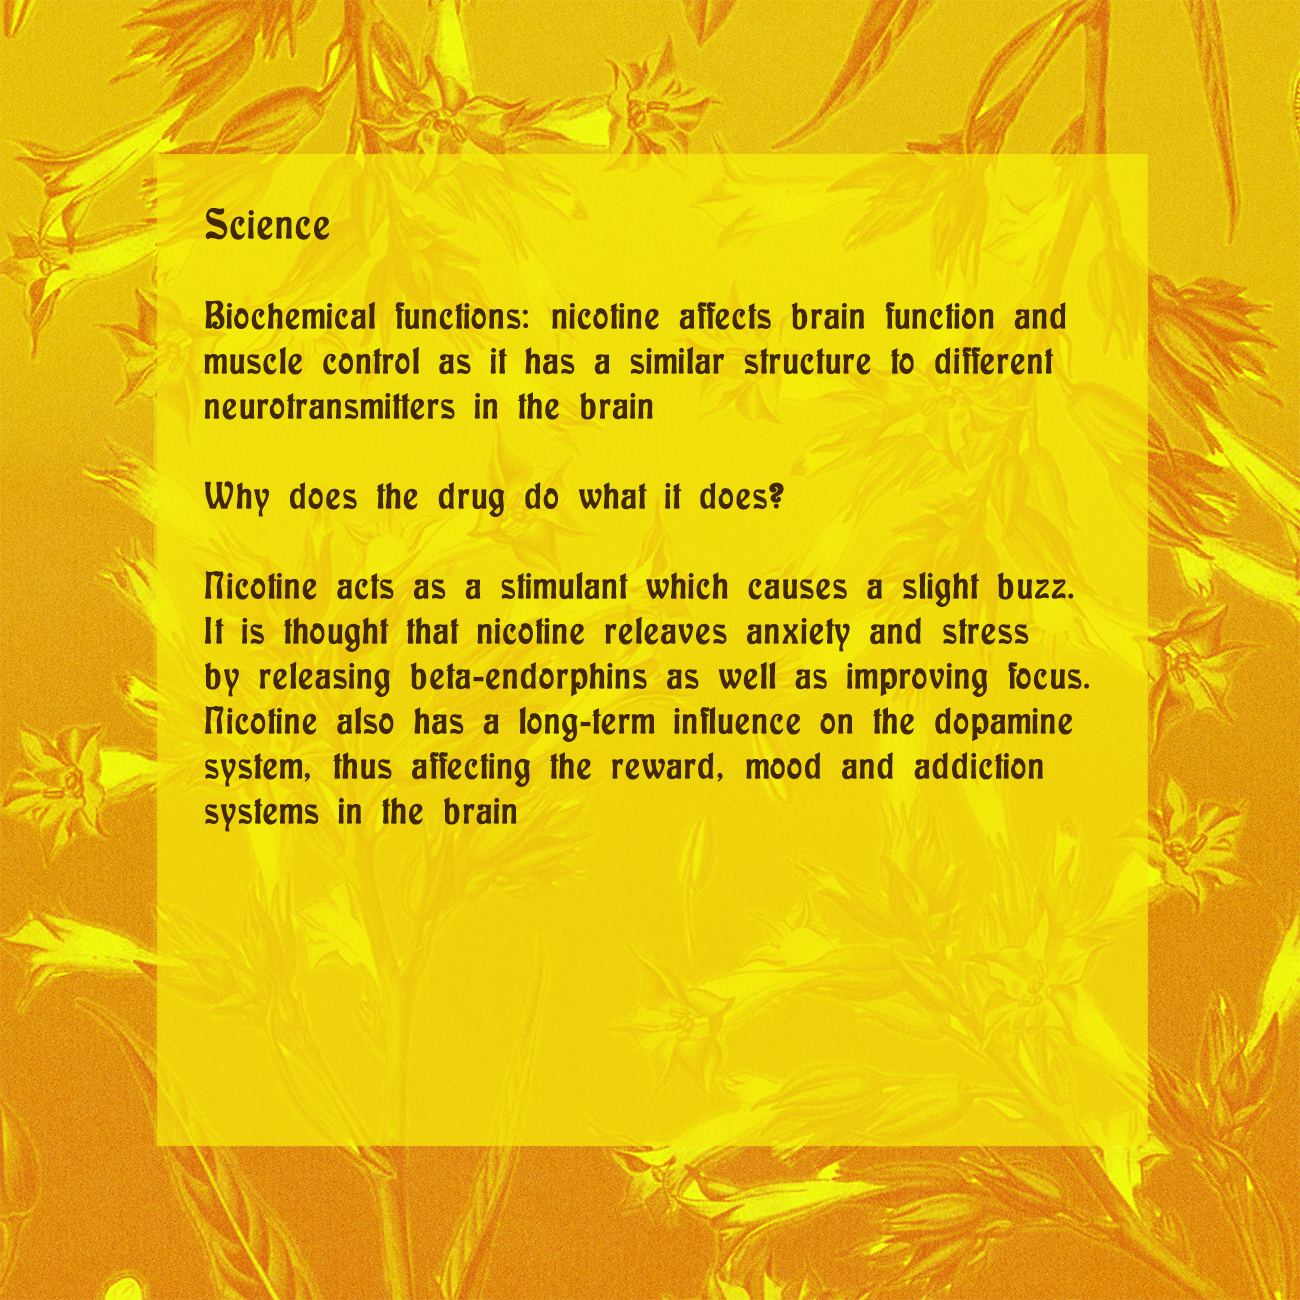 Science
Biochemical functions: nicotine affects brain function and
muscle control as it has a similar structure to different
neurotransmitters in the brain
Why does the drug do what it does?
Nicotine acts as a stimulant which causes a slight buzz.
It is thought that nicotine releaves anxiety and stress
by releasing beta-endorphins as well as improving focus.
Nicotine also has a long-term influence on the dopamine
system, thus affecting the reward, mood and addiction
systems in the brain